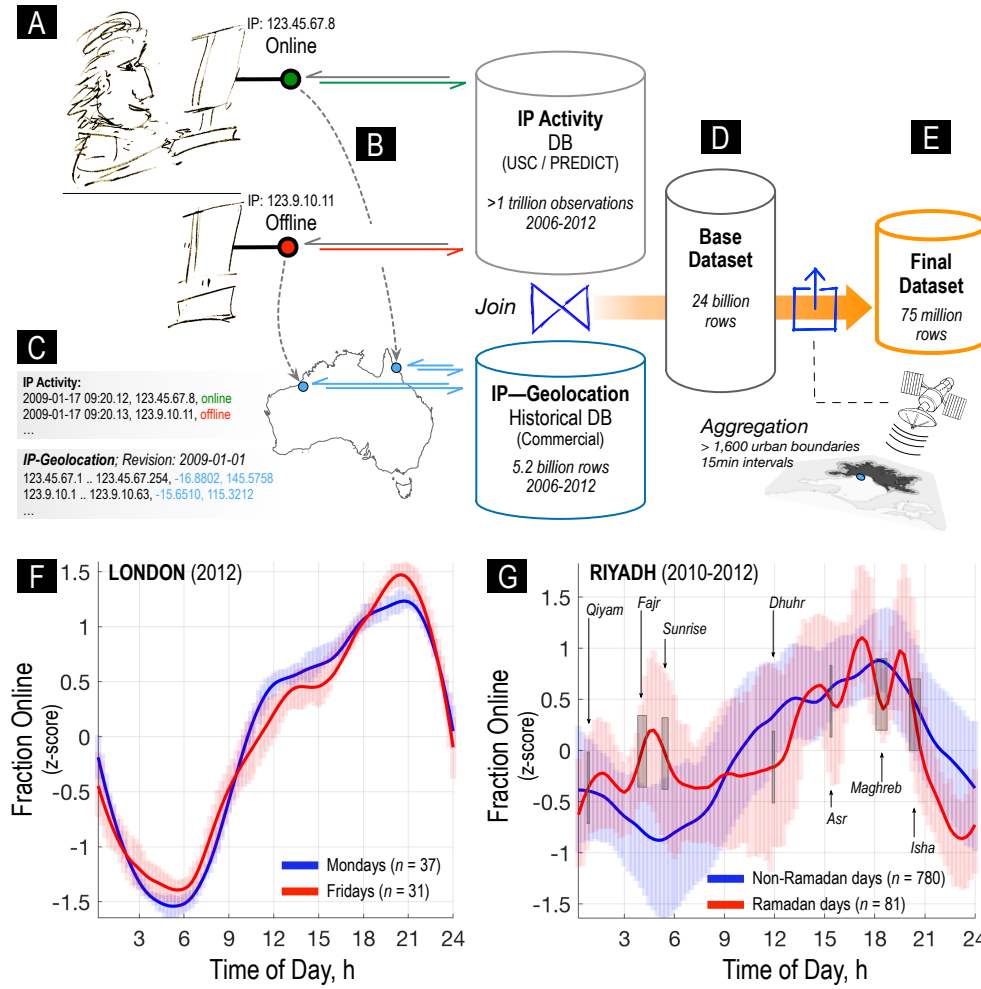 A
IP: 123.45.67.8
Online
B
IP: 123.9.10.11
Offline
IP Activity
DB
(USC / PREDICT)
>1 trillion observations
2006-2012
Join
IP—Geolocation
Historical DB
(Commercial)
5.2 billion rows
2006-2012
C
IP Activity:
2009-01-17 09:20.12, 123.45.67.8, online
2009-01-17 09:20.13, 123.9.10.11, offline
...
IP-Geolocation; Revision: 2009-01-01
123.45.67.1 .. 123.45.67.254, -16.8802, 145.5758
123.9.10.1 .. 123.9.10.63, -15.6510, 115.3212
...
D
Base
Dataset
24 billion
rows
E
Final
Dataset
75 million
rows
Aggregation
> 1,600 urban boundaries
15min intervals
F
LONDON (2012)
Fraction Online
(z-score)
1.5
1
0.5
0
-0.5
-1
-1.5
Mondays (n = 37)
Fridays (n = 31)
3 6 9 12 15 18 21 24
Time of Day, h
G
RIYADH (2010-2012)
Fraction Online
(z-score)
1.5
1
0.5
0
-0.5
-1
-1.5
Qiyam
Fajr
Sunrise
Dhuhr
Asr
Maghreb
Isha
Non-Ramadan days (n = 780)
Ramadan days (n = 81)
3 6 9 12 15 18 21 24
Time of Day, h